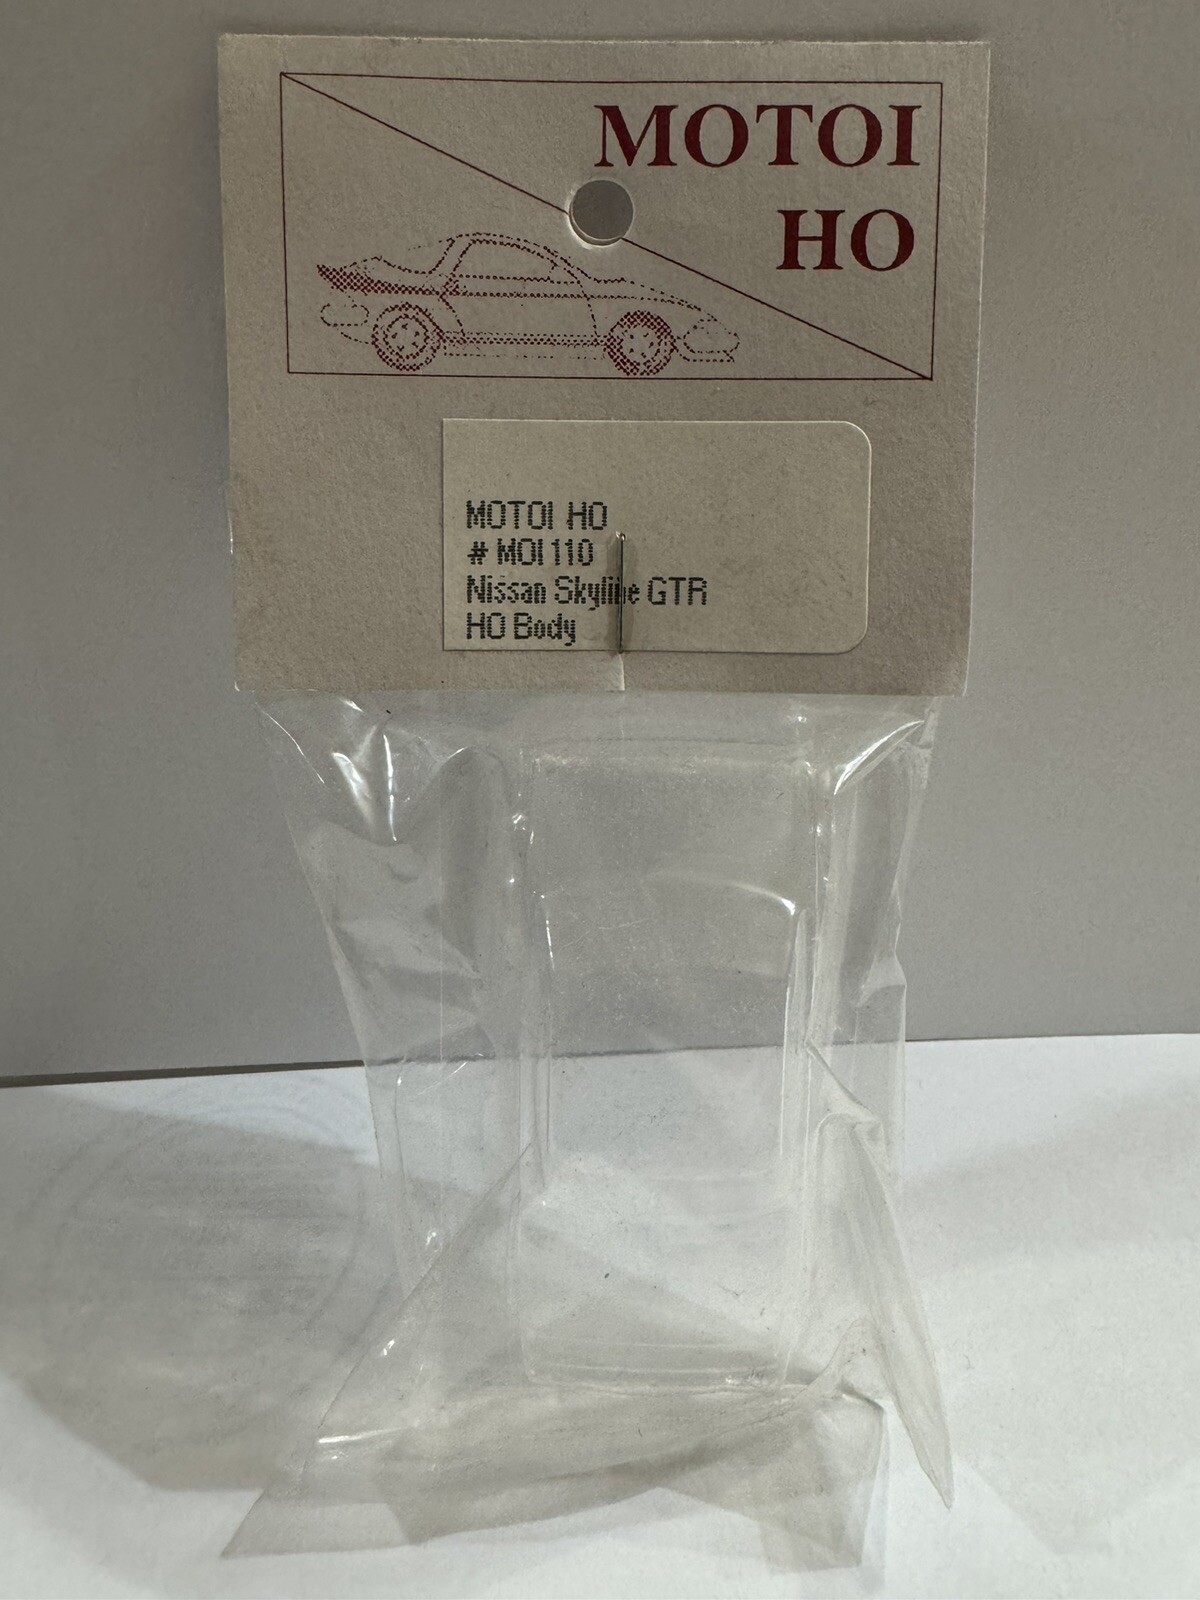 MOTOI
HO
MOTOI HO
# MOI110
Nissan Skyline GTR
HO Body